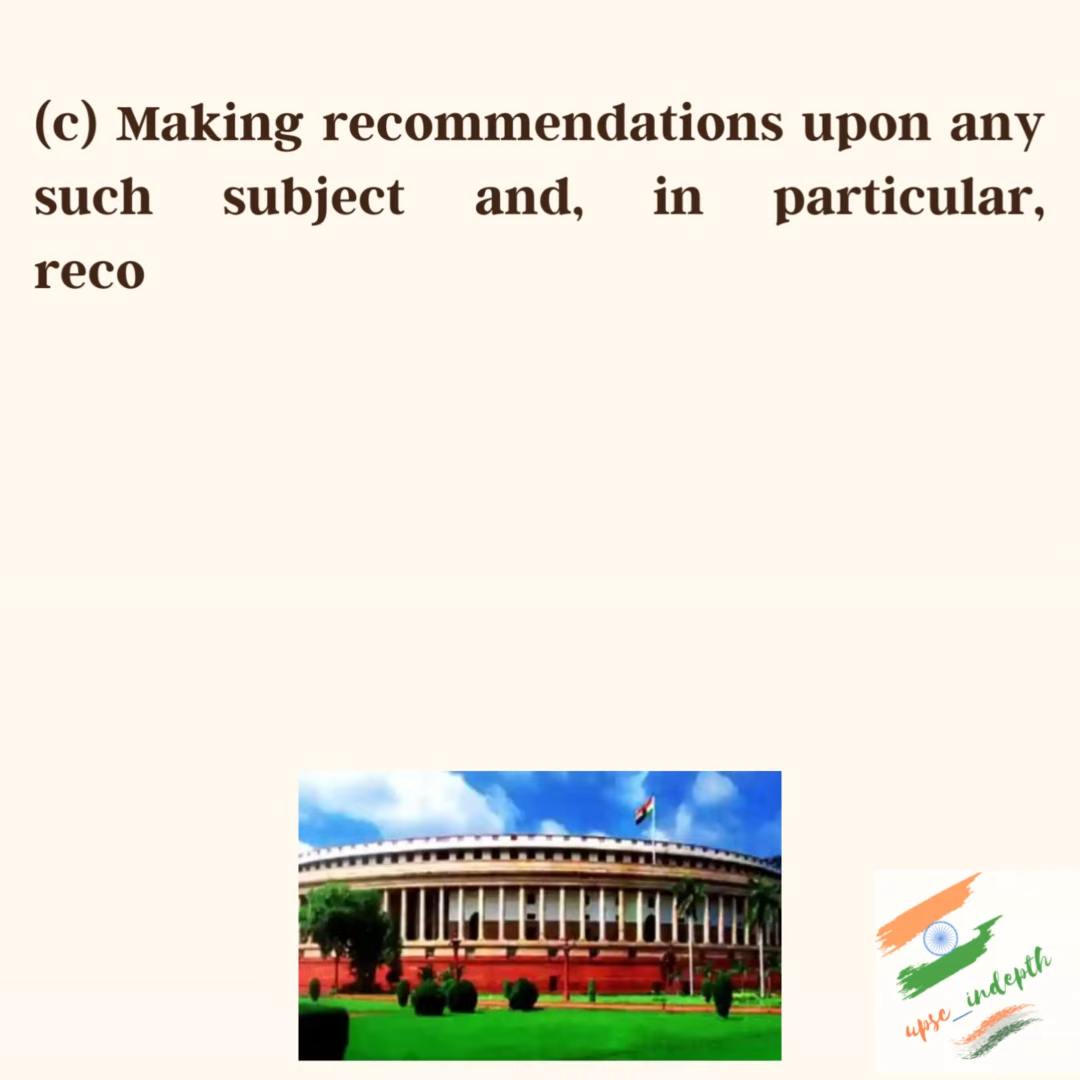 (c) Making recommendations upon any
such subject and, in particular,
reco
upsc_indepth